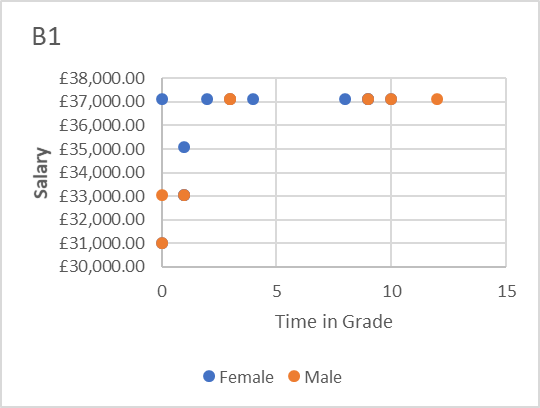 B1
£38,000.00
£37,000.00
£36,000.00
£35,000.00
£34,000.00
£33,000.00
£32,000.00
£31,000.00
£30,000.00
Salary
0 5 10 15
Time in Grade
Female Male